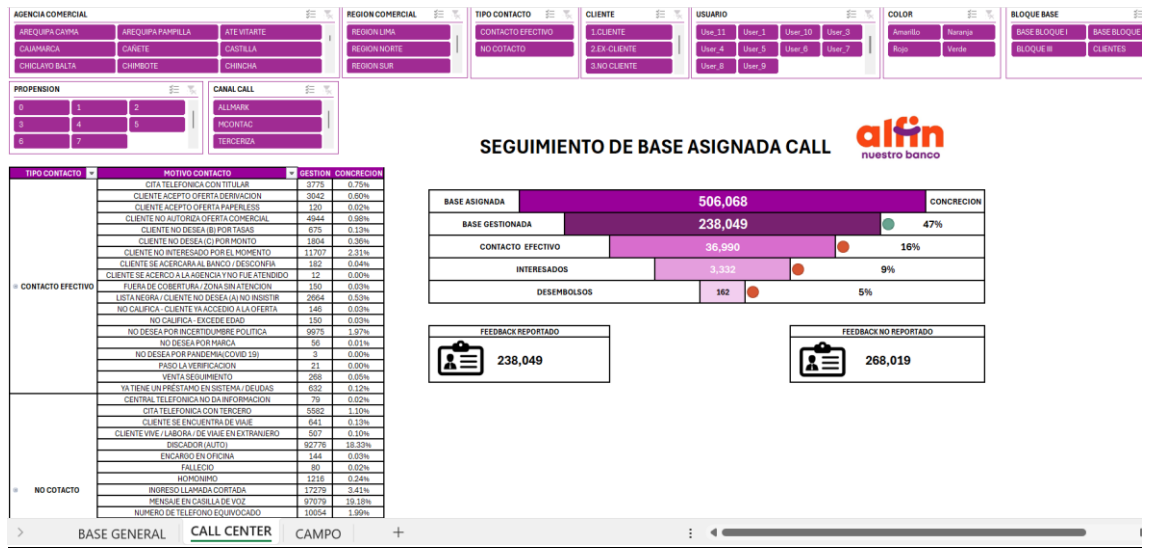 AGENCIA COMERCIAL
AREQUIPA CAYMA AREQUIPA PAMPILLA ATE VITARTE
CAJAMARCA CAÑETE CASTILLA
CHICLAYO BALTA CHIMBOTE CHINCHA
REGION COMERCIAL
REGION LIMA
REGION NORTE
REGION SUR
TIPO CONTACTO
CONTACTO EFECTIVO
NO COTACTO
CLIENTE
1.CLIENTE
2.EX-CLIENTE
3.NO CLIENTE
USUARIO
Use_11 User_1 User_10 User_3
User_4 User_5 User_6 User_7
User_8 User_9
COLOR
Amarillo Naranja
Rojo Verde
BLOQUE BASE
BASE BLOQUE I BASE BLOQUE
BLOQUE III CLIENTES
PROPENSION
0 1 2
3 4 5
6 7
CANAL CALL
ALLMARK
MCONTAC
TERCERIZA
SEGUIMIENTO DE BASE ASIGNADA CALL
alfin
nuestro banco
TIPO CONTACTO MOTIVO CONTACTO GESTION CONCRECION
CITA TELEFONICA CON TITULAR 3775 0.75%
CLIENTE ACEPTO OFERTA DERIVACION 3042 0.60%
CLIENTE ACEPTO OFERTA PAPERLESS 120 0.02%
CLIENTE NO AUTORIZA OFERTA COMERCIAL 4944 0.98%
CLIENTE NO DESEA (B) POR TASAS 675 0.13%
CLIENTE NO DESEA (C) POR MONTO 1804 0.36%
CLIENTE NO INTERESADO POR EL MOMENTO 11707 2.31%
CLIENTE SE ACERCARA AL BANCO / DESCONFIA 182 0.04%
CLIENTE SE ACERCO A LA AGENCIA Y NO FUE ATENDIDO 12 0.00%
CONTACTO EFECTIVO FUERA DE COBERTURA / ZONA SIN ATENCION 150 0.03%
LISTA NEGRA / CLIENTE NO DESEA (A) NO INSISTIR 2664 0.53%
NO CALIFICA - CLIENTE YA ACCEDIO A LA OFERTA 146 0.03%
NO CALIFICA - EXCEDE EDAD 150 0.03%
NO DESEA POR INCERTIDUMBRE POLITICA 9975 1.97%
NO DESEA POR MARCA 56 0.01%
NO DESEA POR PANDEMIA(COVID 19) 3 0.00%
PASO LA VERIFICACION 21 0.00%
VENTA SEGUIMIENTO 268 0.05%
YA TIENE UN PRÉSTAMO EN SISTEMA / DEUDAS 632 0.12%
CENTRAL TELEFONICA NO DA INFORMACION 79 0.02%
CITA TELEFONICA CON TERCERO 5582 1.10%
CLIENTE SE ENCUENTRA DE VIAJE 641 0.13%
CLIENTE VIVE / LABORA / DE VIAJE EN EXTRANJERO 507 0.10%
DISCADOR (AUTO) 92776 18.33%
ENCARGO EN OFICINA 144 0.03%
FALLECIO 80 0.02%
HOMONIMO 1216 0.24%
NO COTACTO INGRESO LLAMADA CORTADA 17279 3.41%
MENSAJE EN CASILLA DE VOZ 97079 19.18%
NUMERO DE TELEFONO EQUIVOCADO 10054 1.99%
BASE ASIGNADA 506,068 CONCRECION
BASE GESTIONADA 238,049 47%
CONTACTO EFECTIVO 36,990 16%
INTERESADOS 3,332 9%
DESEMBOLSOS 162 5%
FEEDBACK REPORTADO
238,049
FEEDBACK NO REPORTADO
268,019
BASE GENERAL CALL CENTER CAMPO +